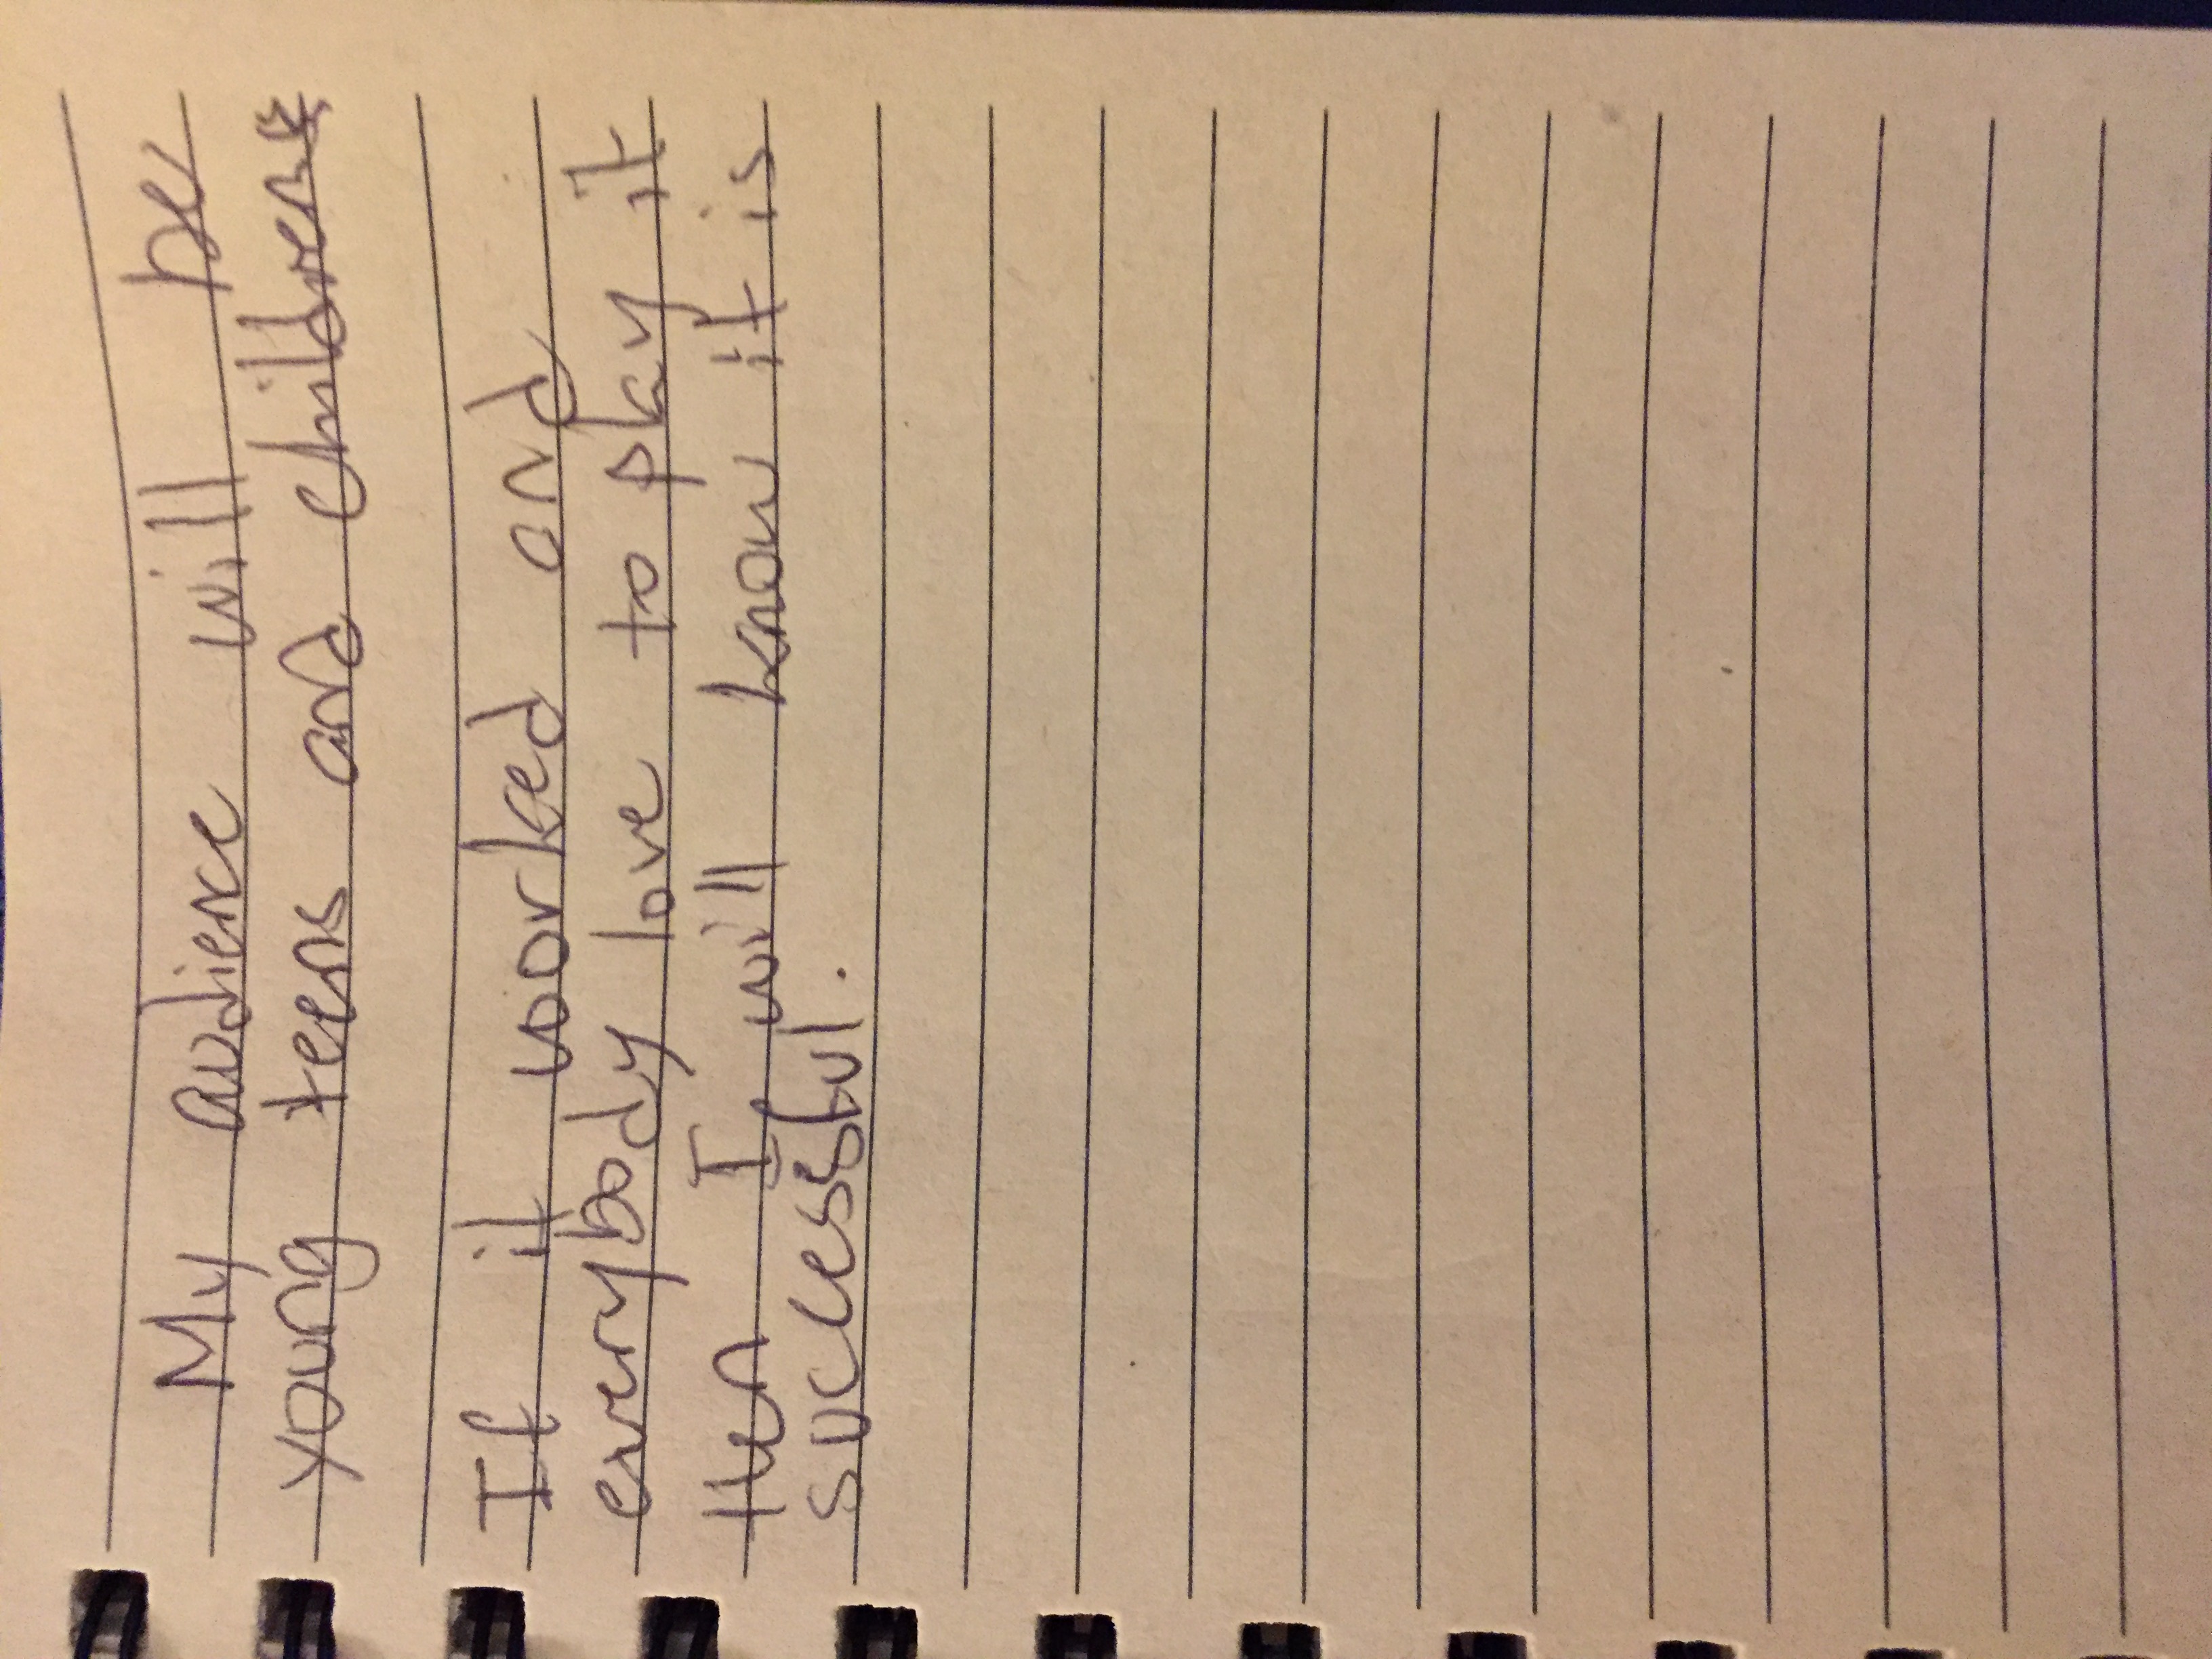 My audience will be
young teens and children
If it worked and
everybody love to play it
then I will know it is
successful.